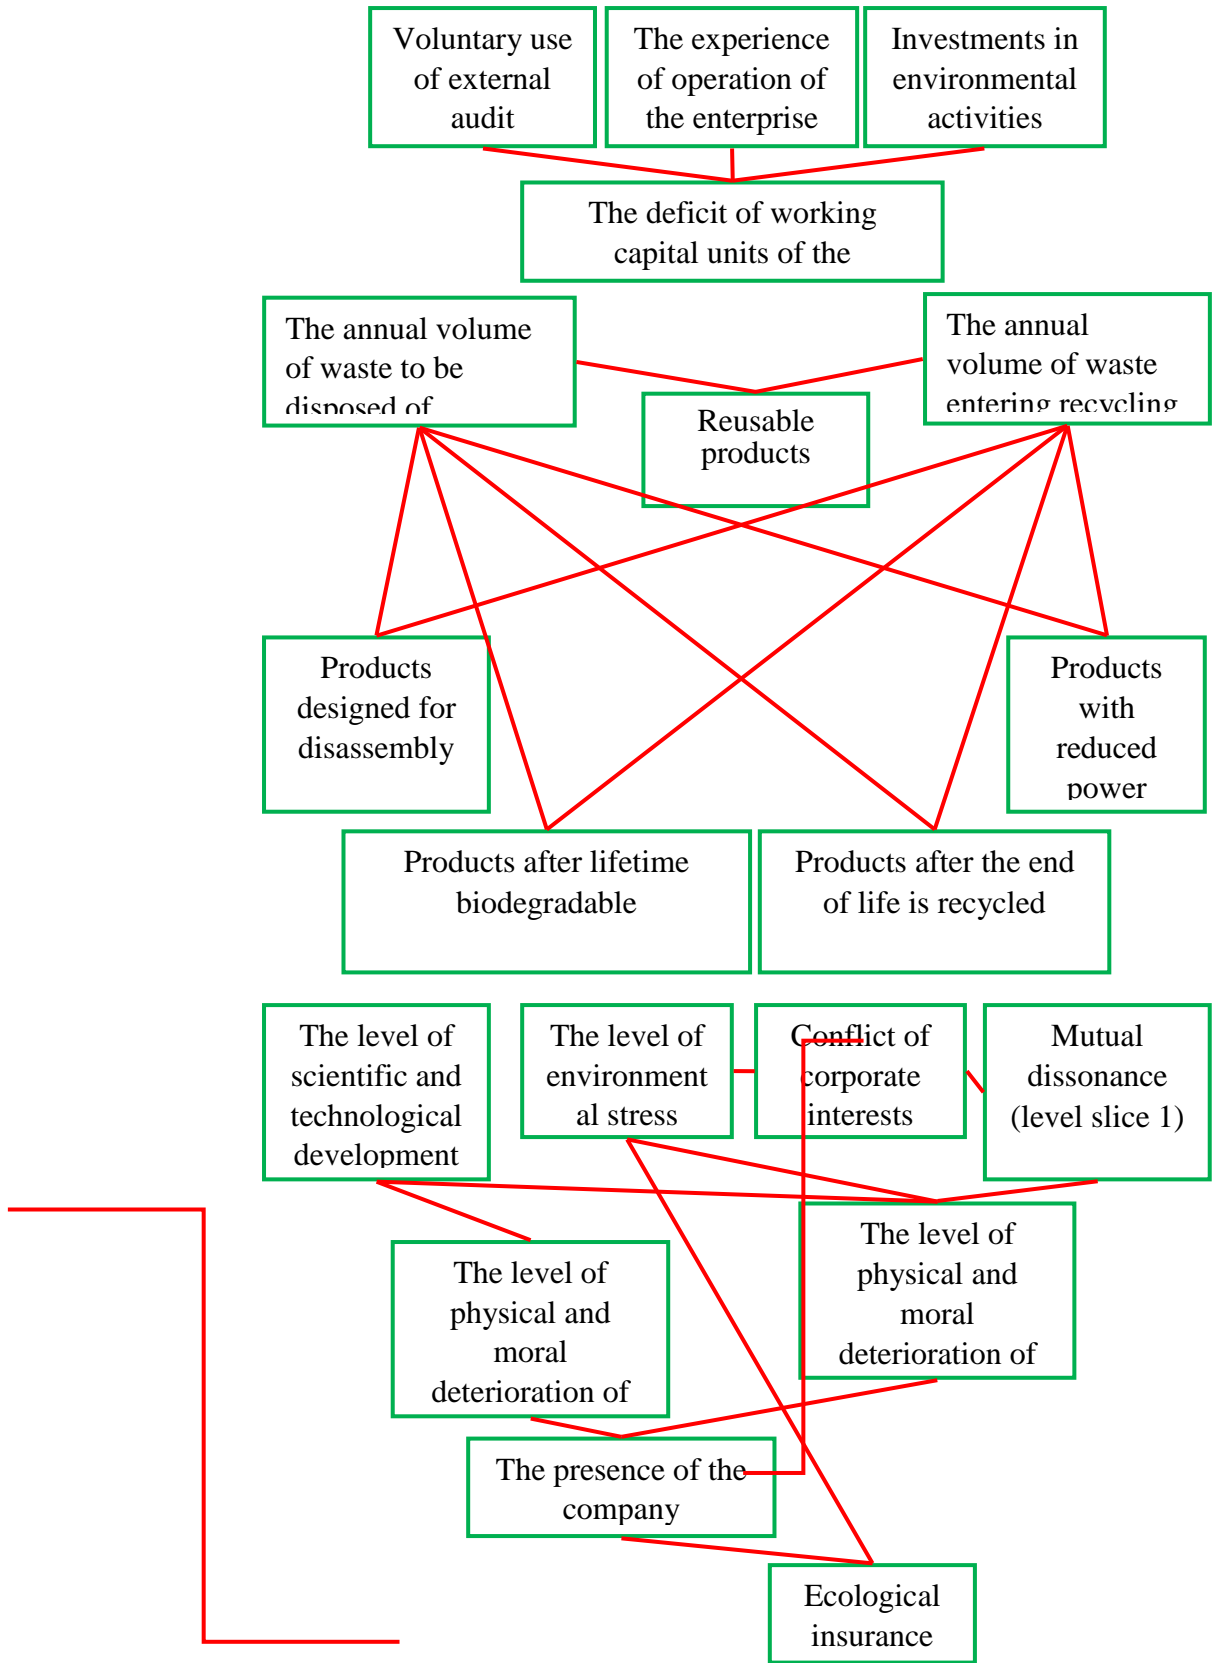 Voluntary use
of external
audit
The experience
of operation of
the enterprise
Investments in
environmental
activities
The deficit of working
capital units of the
The annual volume
of waste to be
disposed of
The annual
volume of waste
entering recycling
Reusable
products
Products
designed for
disassembly
Products
with
reduced
power
Products after lifetime
biodegradable
Products after the end
of life is recycled
The level of
scientific and
technological
development
The level of
environment
al stress
Conflict of
corporate
interests
Mutual
dissonance
(level slice 1)
The level of
physical and
moral
deterioration of
The level of
physical and
moral
deterioration of
The presence of the
company
Ecological
insurance